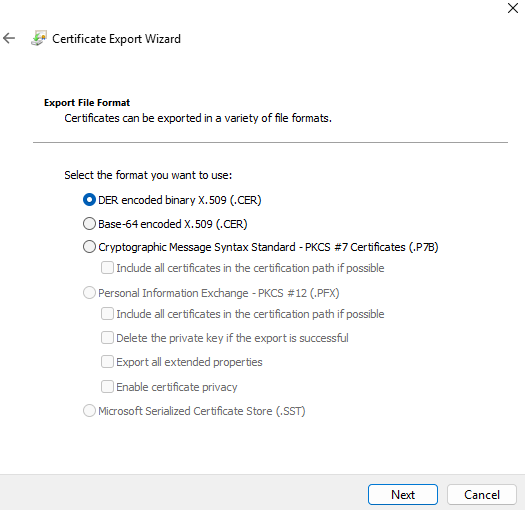 Certificate Export Wizard
Export File Format
Certificates can be exported in a variety of file formats.
Select the format you want to use:
DER encoded binary X.509 (.CER)
Base-64 encoded X.509 (.CER)
Cryptographic Message Syntax Standard - PKCS #7 Certificates (.P7B)
Include all certificates in the certification path if possible
Personal Information Exchange - PKCS #12 (.PFX)
Include all certificates in the certification path if possible
Delete the private key if the export is successful
Export all extended properties
Enable certificate privacy
Microsoft Serialized Certificate Store (.SST)
Next Cancel